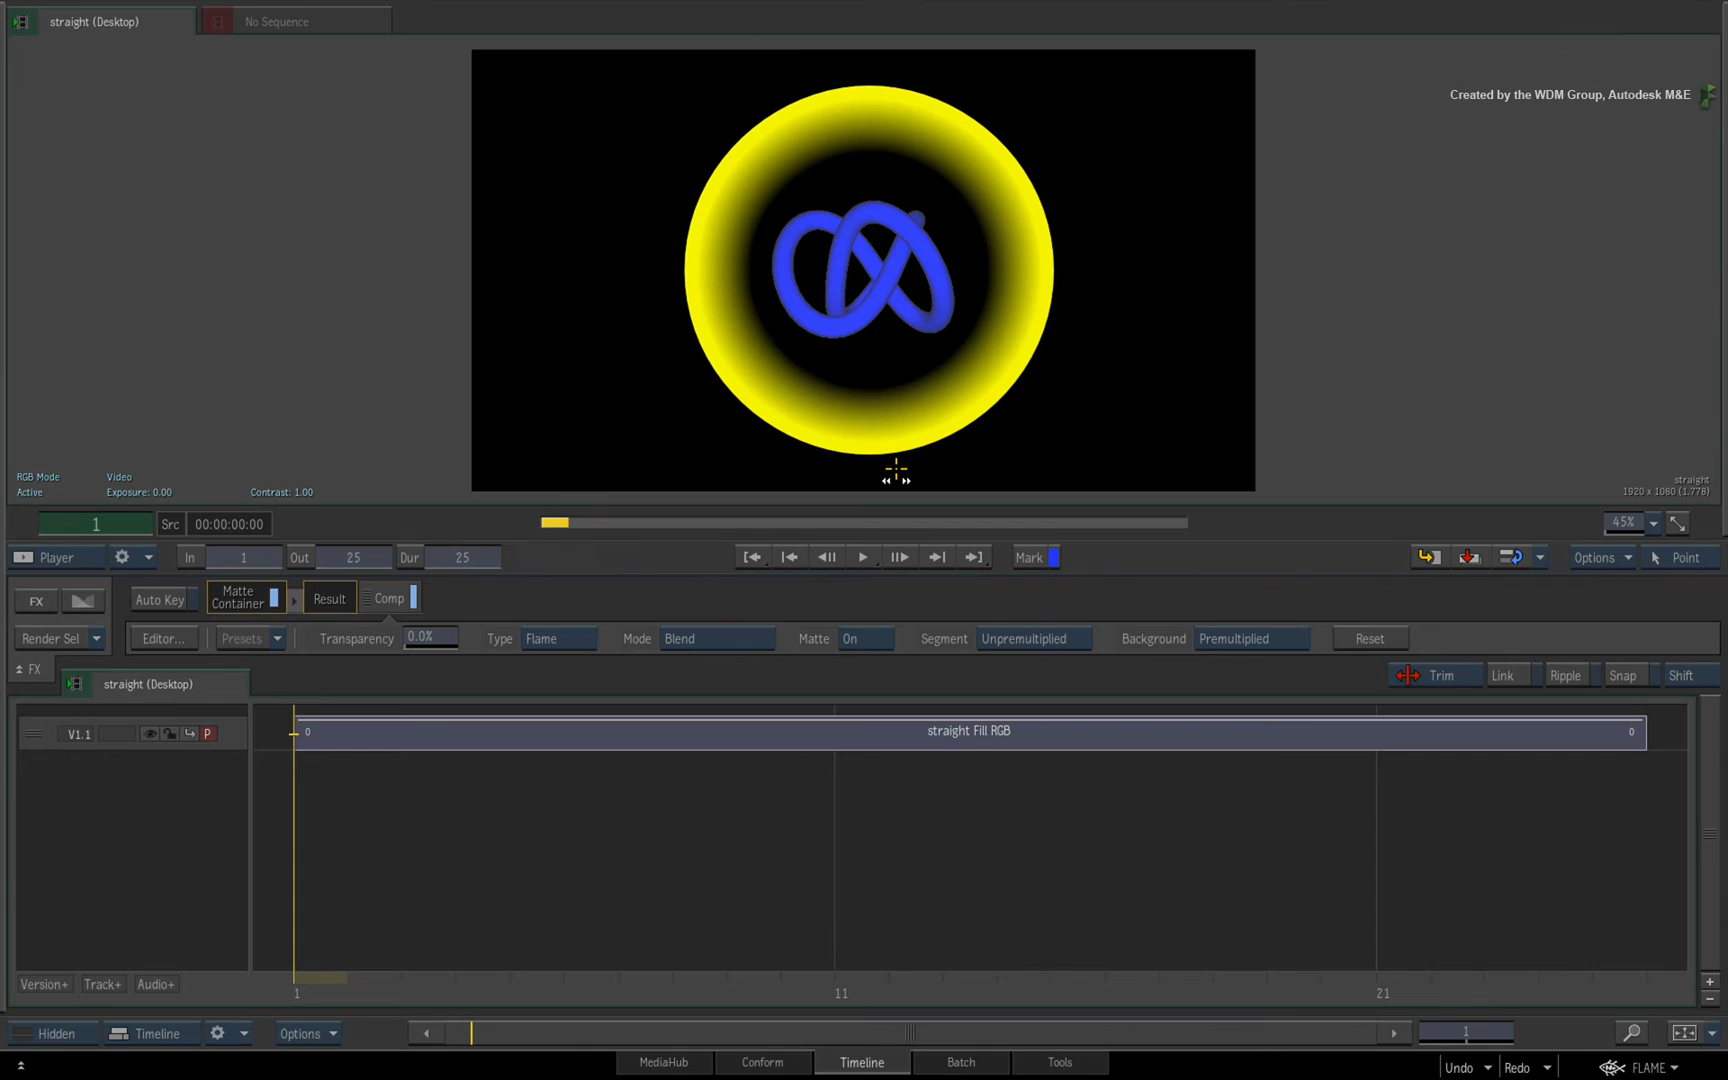 straight (Desktop)
No Sequence
Created by the WDM Group, Autodesk M&E
RGB Mode
Video
Active
Exposure: 0.00
Contrast: 1.00
straight
1920 x 1080 (1.778)
1
Src
00:00:00:00
45%
Player
In
1
Out
25
Dur
25
Mark
Options
Point
FX
Auto Key
Matte
Container
Result
Comp
Render Sel
Editor...
Presets
Transparency
0.0%
Type
Flame
Mode
Blend
Matte
On
Segment
Unpremultiplied
Background
Premultiplied
Reset
FX
straight (Desktop)
Trim
Link
Ripple
Snap
Shift
V1.1
P
0
straight Fill RGB
0
Version+
Track+
Audio+
1
11
21
Hidden
Timeline
Options
1
MediaHub
Conform
Timeline
Batch
Tools
Undo
Redo
FLAME